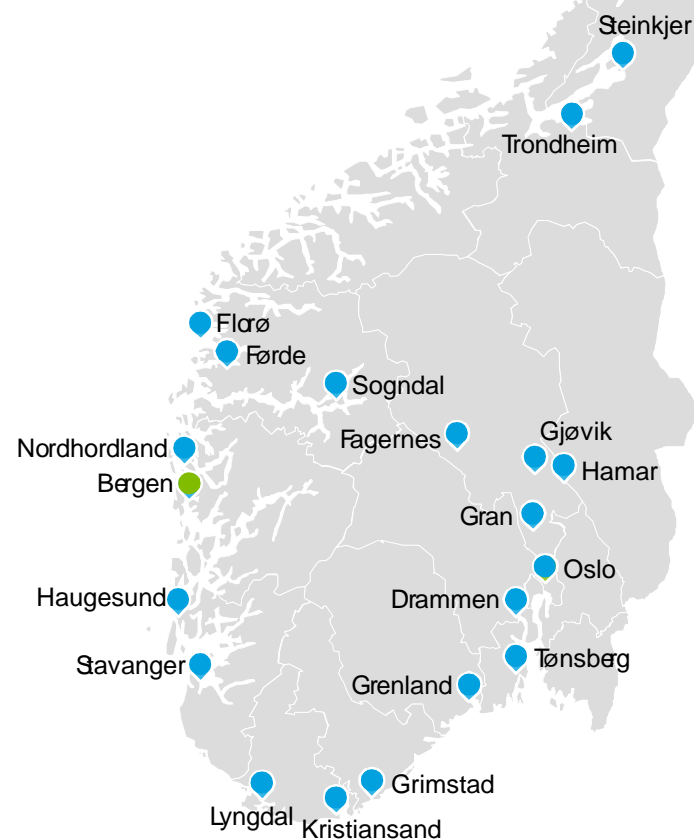 Steinkjer
Trondheim
Florø
Førde
Sogndal
Fagernes
Gjøvik
Nordhordland
Hamar
Bergen
Gran
Oslo
Haugesund
Drammen
Stavanger
Tønsberg
Grenland
Grimstad
Lyngdal
Kristiansand